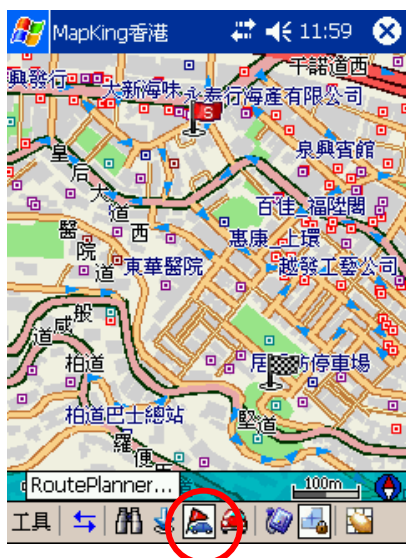 MapKing香港 11:59
干諾道西
興發行
大新海味
永泰行海產有限公司
S
泉興賓館
皇后大道西
百佳
福陞閣
醫院道
惠康
上環
東華醫院
越發工藝公司
般咸道
柏道
停車場
柏道巴士總站
堅道
羅便
RoutePlanner...
100m
工具